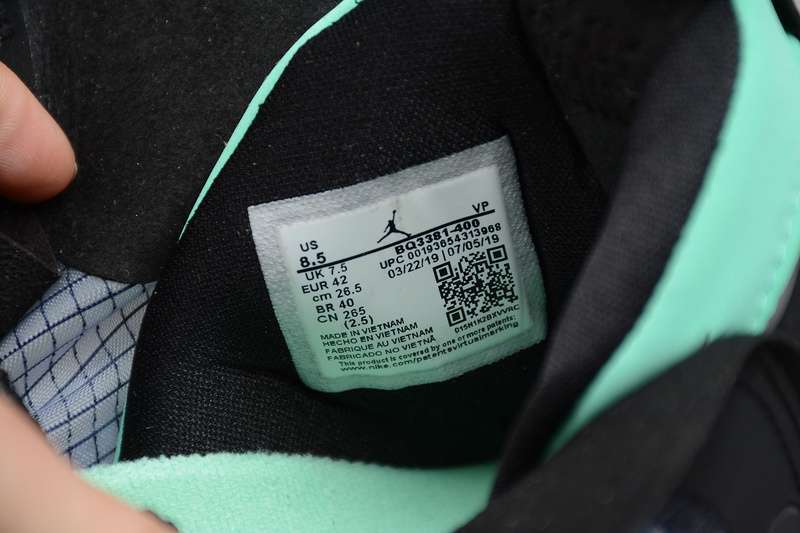 US VP
8.5 BQ3381-400
UK 7.5 UPC 00193654313968
EUR 42 03/22/19 | 07/05/19
cm 26.5
BR 40
CN 265
(2.5)
MADE IN VIETNAM
HECHO EN VIETNAM
FABRIQUE AU VIETNAM
FABRICADO NO VIETNÃ
This product is covered by one or more patents:
www.nike.com/patents